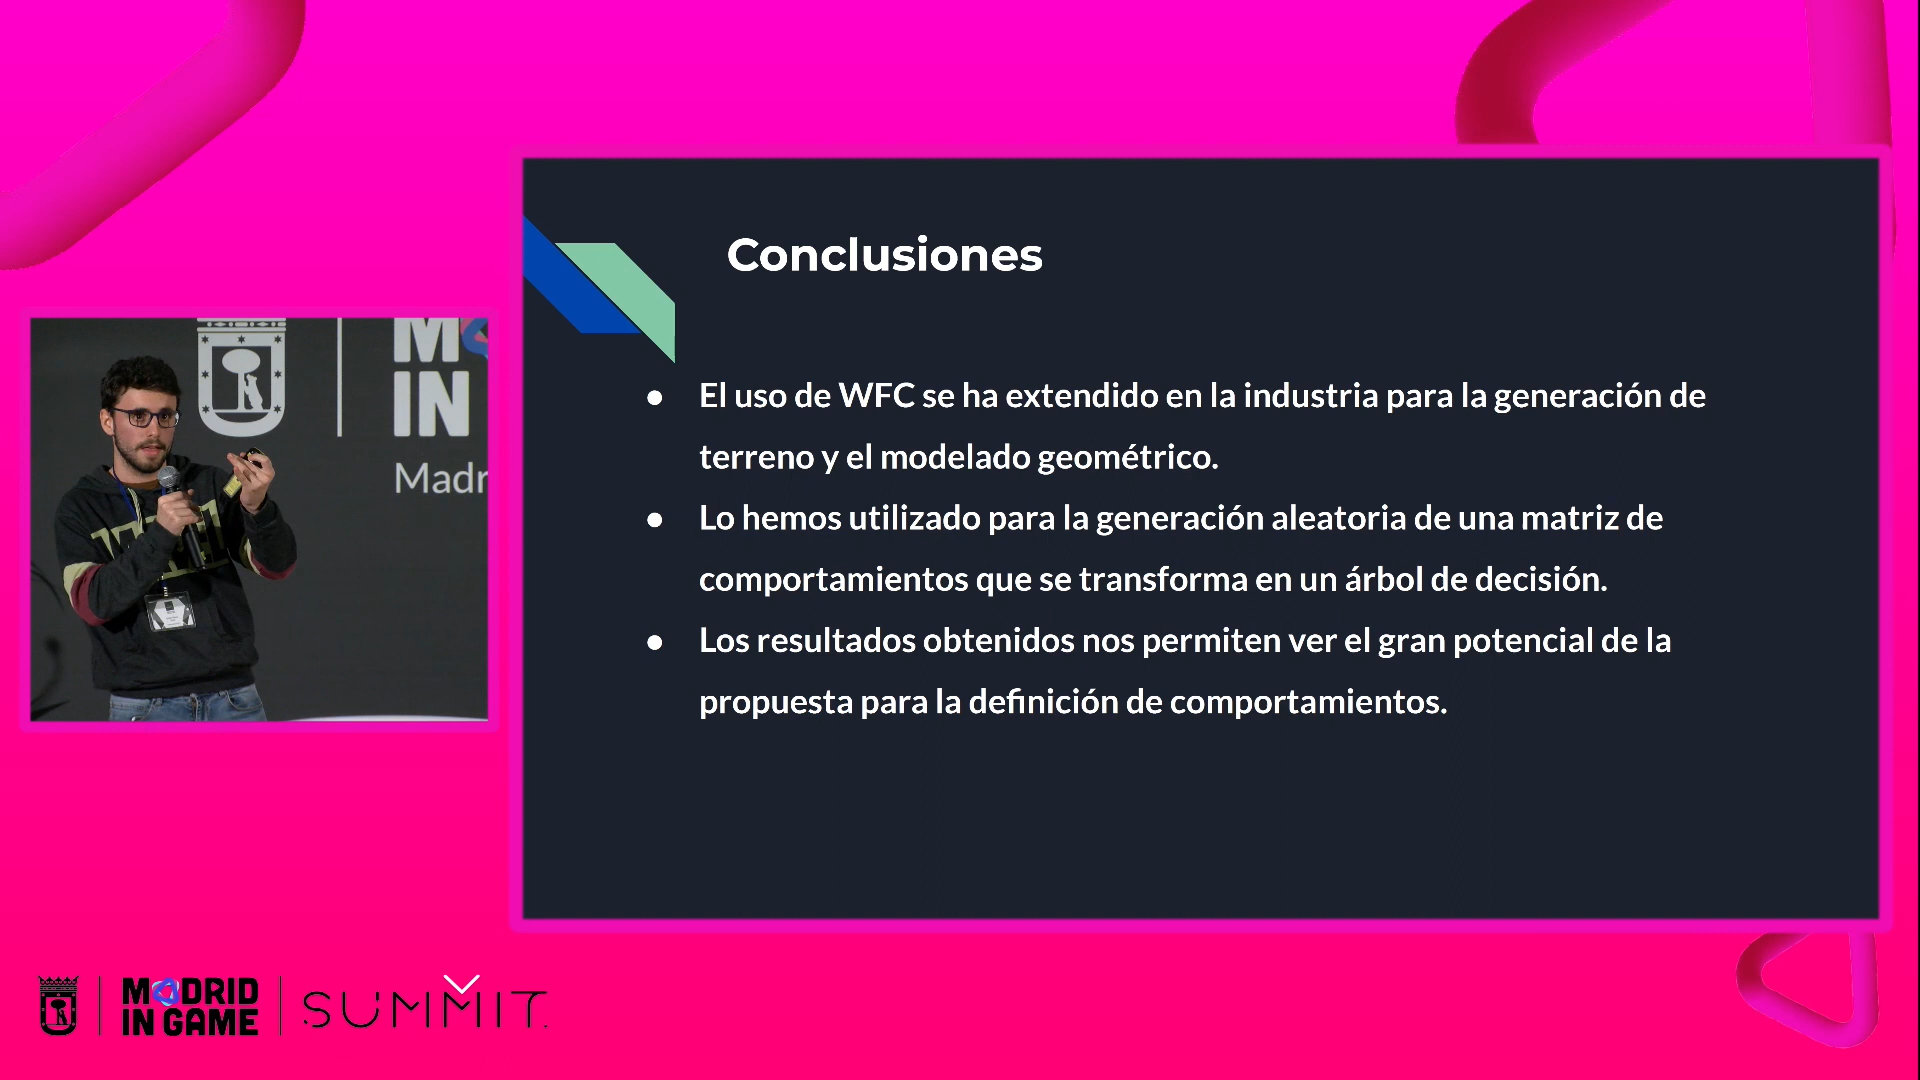 Conclusiones
● El uso de WFC se ha extendido en la industria para la generación de
terreno y el modelado geométrico.
● Lo hemos utilizado para la generación aleatoria de una matriz de
comportamientos que se transforma en un árbol de decisión.
● Los resultados obtenidos nos permiten ver el gran potencial de la
propuesta para la definición de comportamientos.
M
IN
Madr
MADRID
IN GAME
SUMMIT.